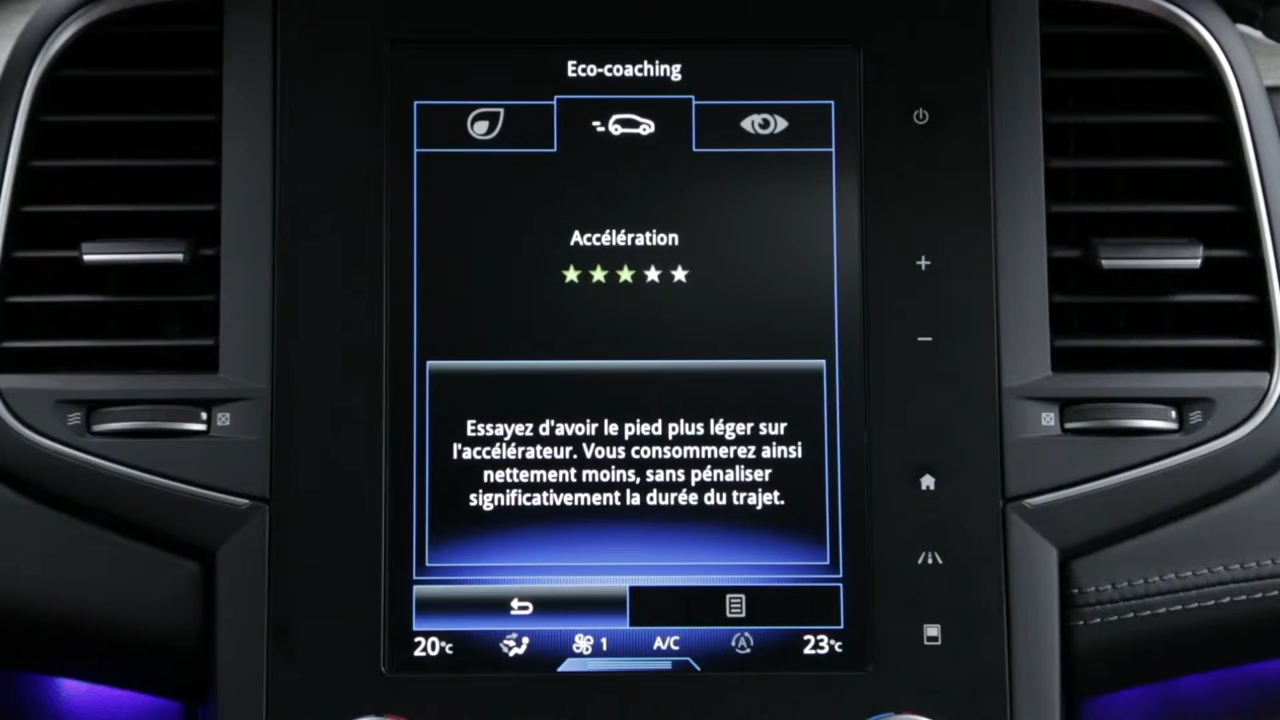 Eco-coaching
Accélération
Essayez d'avoir le pied plus léger sur
l'accélérateur. Vous consommerez ainsi
nettement moins, sans pénaliser
significativement la durée du trajet.
20°C 1 A/C A 23°C